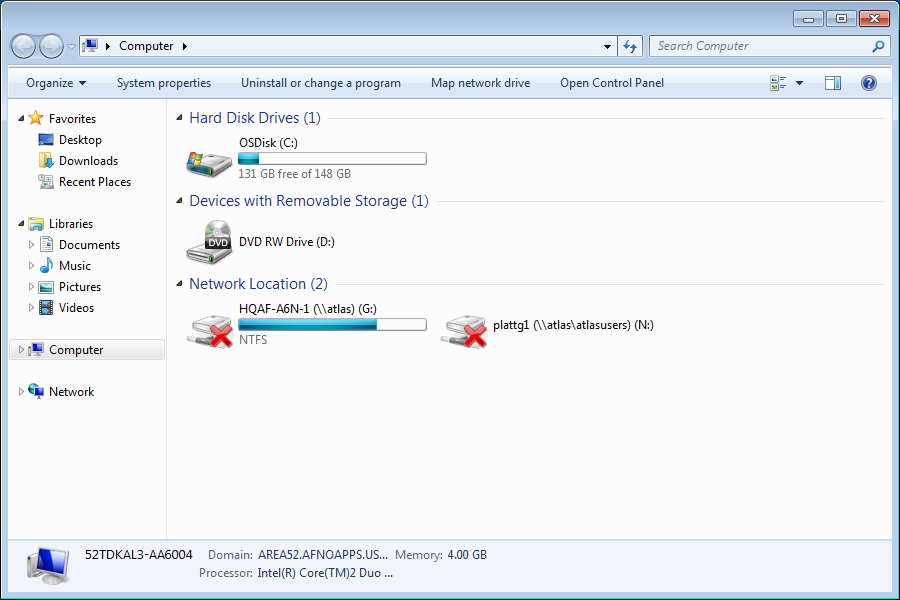 Computer
Search Computer
Organize System properties Uninstall or change a program Map network drive Open Control Panel
Favorites
Desktop
Downloads
Recent Places
Libraries
Documents
Music
Pictures
Videos
Computer
Network
Hard Disk Drives (1)
OSDisk (C:)
131 GB free of 148 GB
Devices with Removable Storage (1)
DVD
DVD RW Drive (D:)
Network Location (2)
HQAF-A6N-1 (\\atlas) (G:)
NTFS
plattg1 (\\atlas\atlasusers) (N:)
52TDKAL3-AA6004 Domain: AREA52.AFNOAPPS.US... Memory: 4.00 GB
Processor: Intel(R) Core(TM)2 Duo ...